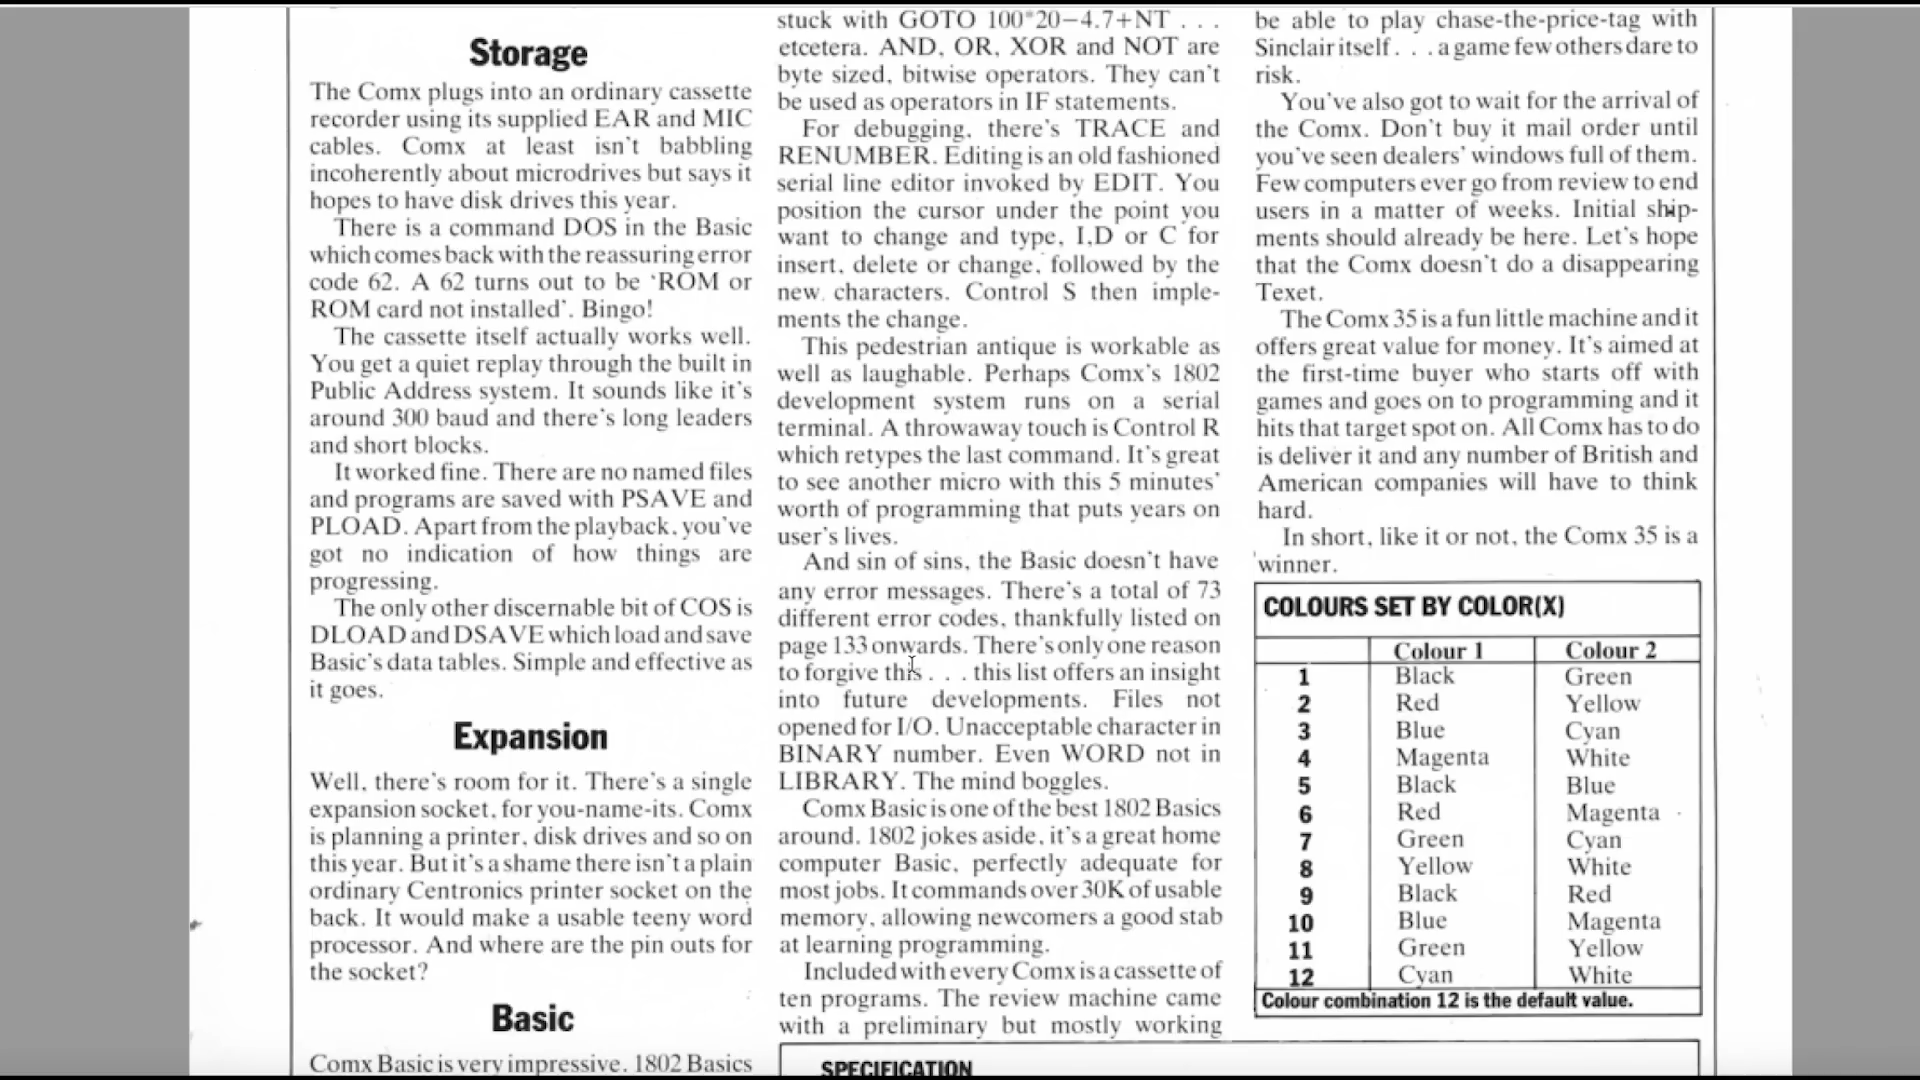 Storage
The Comx plugs into an ordinary cassette
recorder using its supplied EAR and MIC
cables. Comx at least isn't babbling
incoherently about microdrives but says it
hopes to have disk drives this year.
There is a command DOS in the Basic
which comes back with the reassuring error
code 62. A 62 turns out to be 'ROM or
ROM card not installed'. Bingo!
The cassette itself actually works well.
You get a quiet replay through the built in
Public Address system. It sounds like it's
around 300 baud and there's long leaders
and short blocks.
It worked fine. There are no named files
and programs are saved with PSAVE and
PLOAD. Apart from the playback, you've
got no indication of how things are
progressing.
The only other discernable bit of COS is
DLOAD and DSAVE which load and save
Basic's data tables. Simple and effective as
it goes.
Expansion
Well, there's room for it. There's a single
expansion socket, for you-name-its. Comx
is planning a printer, disk drives and so on
this year. But it's a shame there isn't a plain
ordinary Centronics printer socket on the
back. It would make a usable teeny word
processor. And where are the pin outs for
the socket?
Basic
Comx Basic is very impressive. 1802 Basics
stuck with GOTO 100*20−4.7+NT . . .
etcetera. AND, OR, XOR and NOT are
byte sized, bitwise operators. They can't
be used as operators in IF statements.
For debugging, there's TRACE and
RENUMBER. Editing is an old fashioned
serial line editor invoked by EDIT. You
position the cursor under the point you
want to change and type, I,D or C for
insert, delete or change, followed by the
new characters. Control S then imple-
ments the change.
This pedestrian antique is workable as
well as laughable. Perhaps Comx's 1802
development system runs on a serial
terminal. A throwaway touch is Control R
which retypes the last command. It's great
to see another micro with this 5 minutes'
worth of programming that puts years on
user's lives.
And sin of sins, the Basic doesn't have
any error messages. There's a total of 73
different error codes, thankfully listed on
page 133 onwards. There's only one reason
to forgive this . . . this list offers an insight
into future developments. Files not
opened for I/O. Unacceptable character in
BINARY number. Even WORD not in
LIBRARY. The mind boggles.
Comx Basic is one of the best 1802 Basics
around. 1802 jokes aside, it's a great home
computer Basic, perfectly adequate for
most jobs. It commands over 30K of usable
memory, allowing newcomers a good stab
at learning programming.
Included with every Comx is a cassette of
ten programs. The review machine came
with a preliminary but mostly working
be able to play chase-the-price-tag with
Sinclair itself . . . a game few others dare to
risk.
You've also got to wait for the arrival of
the Comx. Don't buy it mail order until
you've seen dealers' windows full of them.
Few computers ever go from review to end
users in a matter of weeks. Initial ship-
ments should already be here. Let's hope
that the Comx doesn't do a disappearing
Texet.
The Comx 35 is a fun little machine and it
offers great value for money. It's aimed at
the first-time buyer who starts off with
games and goes on to programming and it
hits that target spot on. All Comx has to do
is deliver it and any number of British and
American companies will have to think
hard.
In short, like it or not, the Comx 35 is a
winner.
COLOURS SET BY COLOR(X)
Colour 1 Colour 2
1 Black Green
2 Red Yellow
3 Blue Cyan
4 Magenta White
5 Black Blue
6 Red Magenta
7 Green Cyan
8 Yellow White
9 Black Red
10 Blue Magenta
11 Green Yellow
12 Cyan White
Colour combination 12 is the default value.
SPECIFICATION